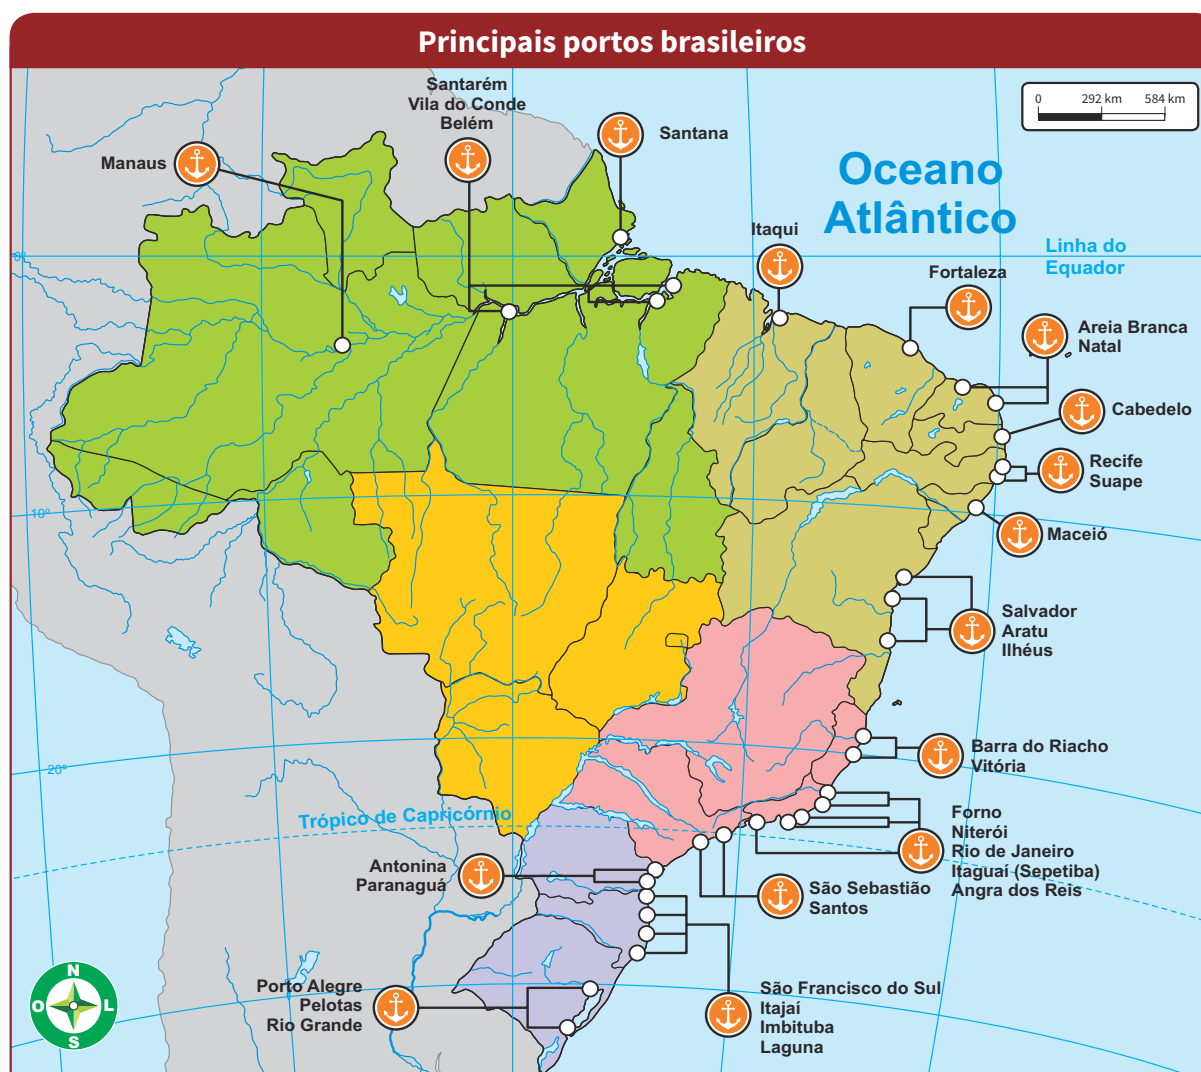 Principais portos brasileiros
0
292 km
584 km
Santarém
Vila do Conde
Belém
Santana
Manaus
Oceano
Atlântico
Itaqui
Linha do
Equador
0º
Fortaleza
Areia Branca
Natal
Cabedelo
Recife
Suape
10º
Maceió
Salvador
Aratu
Ilhéus
Barra do Riacho
Vitória
20º
Trópico de Capricórnio
Forno
Niterói
Rio de Janeiro
Itaguaí (Sepetiba)
Angra dos Reis
Antonina
Paranaguá
São Sebastião
Santos
Porto Alegre
Pelotas
Rio Grande
São Francisco do Sul
Itajaí
Imbituba
Laguna
N
O
L
S